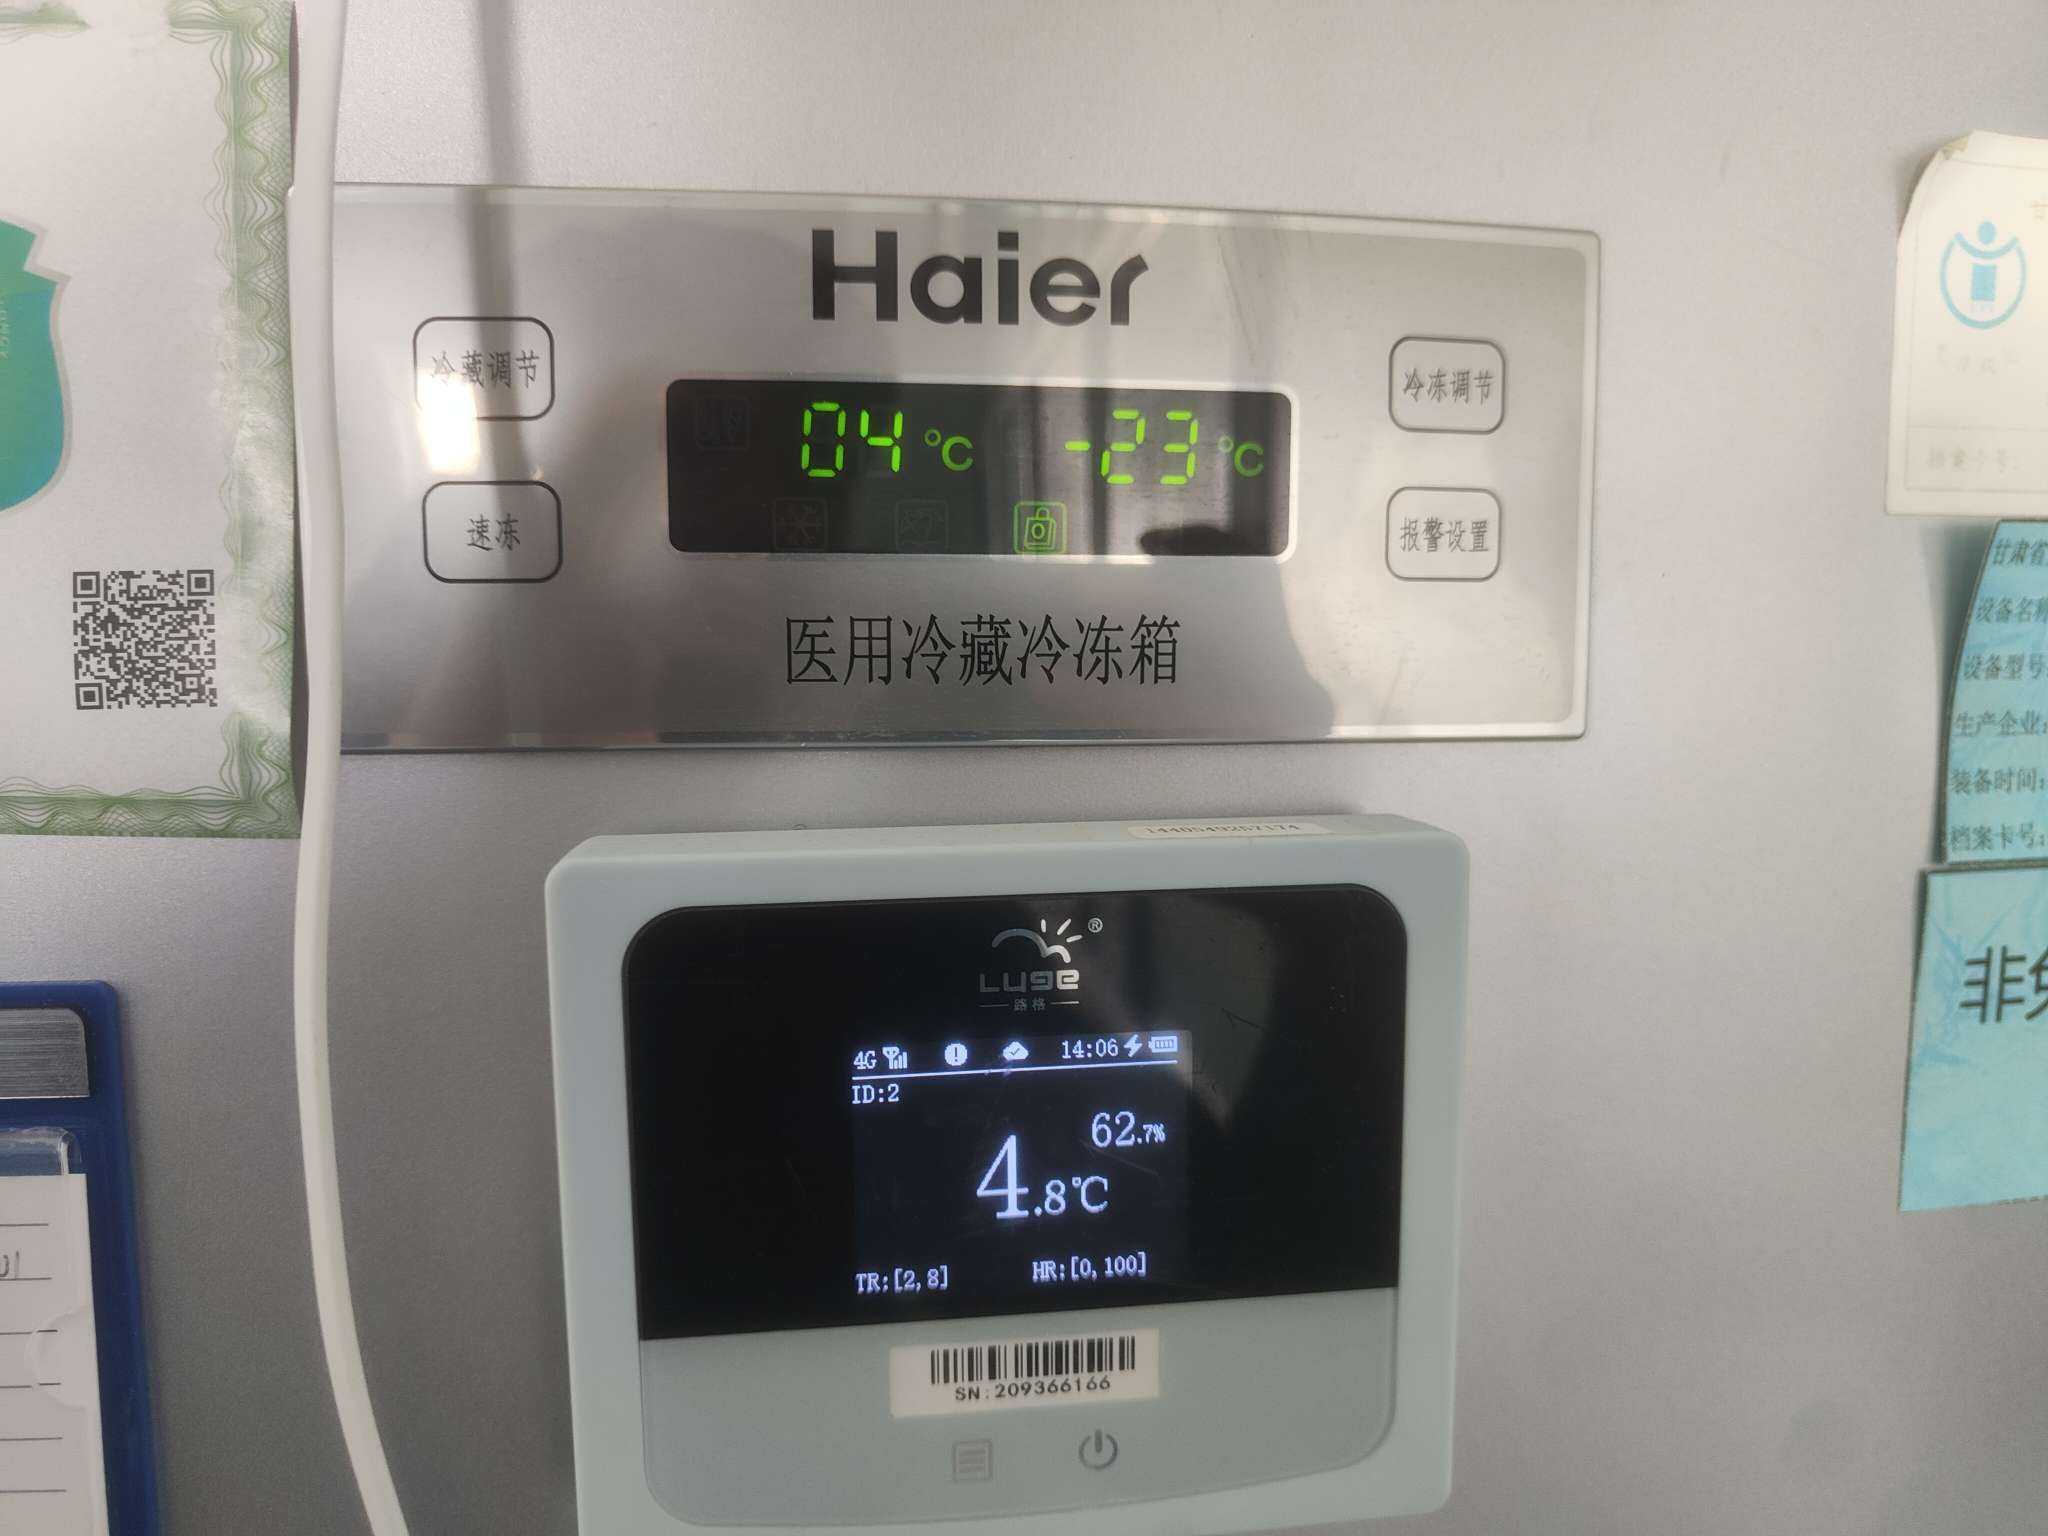 Haier
冷藏调节
冷冻调节
04 °C -23 °C
速冻
报警设置
医用冷藏冷冻箱
甘肃省
设备名称
设备型号:
生产企业:
装备时间:
档案卡号:
1440549257174
Luge®
路格
4G 14:06
ID:2
62.7%
4.8℃
TR:[2,8] HR:[0,100]
SN:209366166